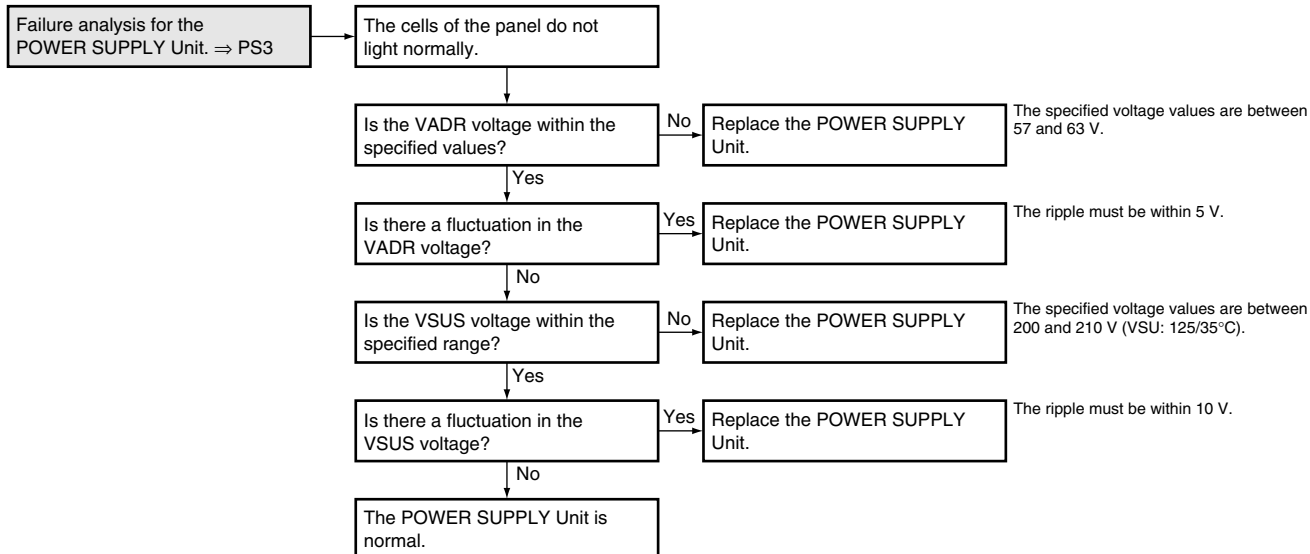 Failure analysis for the
POWER SUPPLY Unit. ⇒ PS3
The cells of the panel do not
light normally.
Is the VADR voltage within the
specified values?
No
Replace the POWER SUPPLY
Unit.
The specified voltage values are between
57 and 63 V.
Yes
Is there a fluctuation in the
VADR voltage?
Yes
Replace the POWER SUPPLY
Unit.
The ripple must be within 5 V.
No
Is the VSUS voltage within the
specified range?
No
Replace the POWER SUPPLY
Unit.
The specified voltage values are between
200 and 210 V (VSU: 125/35°C).
Yes
Is there a fluctuation in the
VSUS voltage?
Yes
Replace the POWER SUPPLY
Unit.
The ripple must be within 10 V.
No
The POWER SUPPLY Unit is
normal.